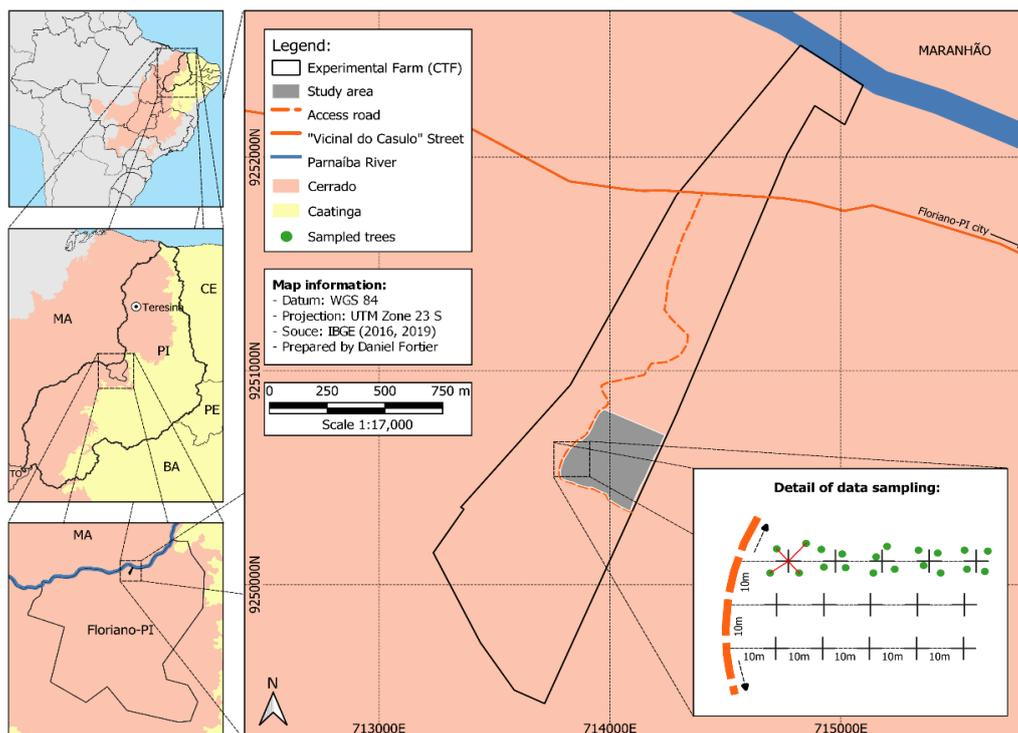 Legend:
Experimental Farm (CTF)
Study area
Access road
"Vicinal do Casulo" Street
Parnaíba River
Cerrado
Caatinga
Sampled trees
Map information:
- Datum: WGS 84
- Projection: UTM Zone 23 S
- Souce: IBGE (2016, 2019)
- Prepared by Daniel Fortier
0 250 500 750 m
Scale 1:17,000
MARANHÃO
Floriano-PI city
9252000N
9251000N
925000N
713000E
714000E
715000E
N
CE
Teresina
MA
PI
PE
BA
TO
MA
Floriano-PI
Detail of data sampling:
10m
10m
10m 10m 10m 10m 10m